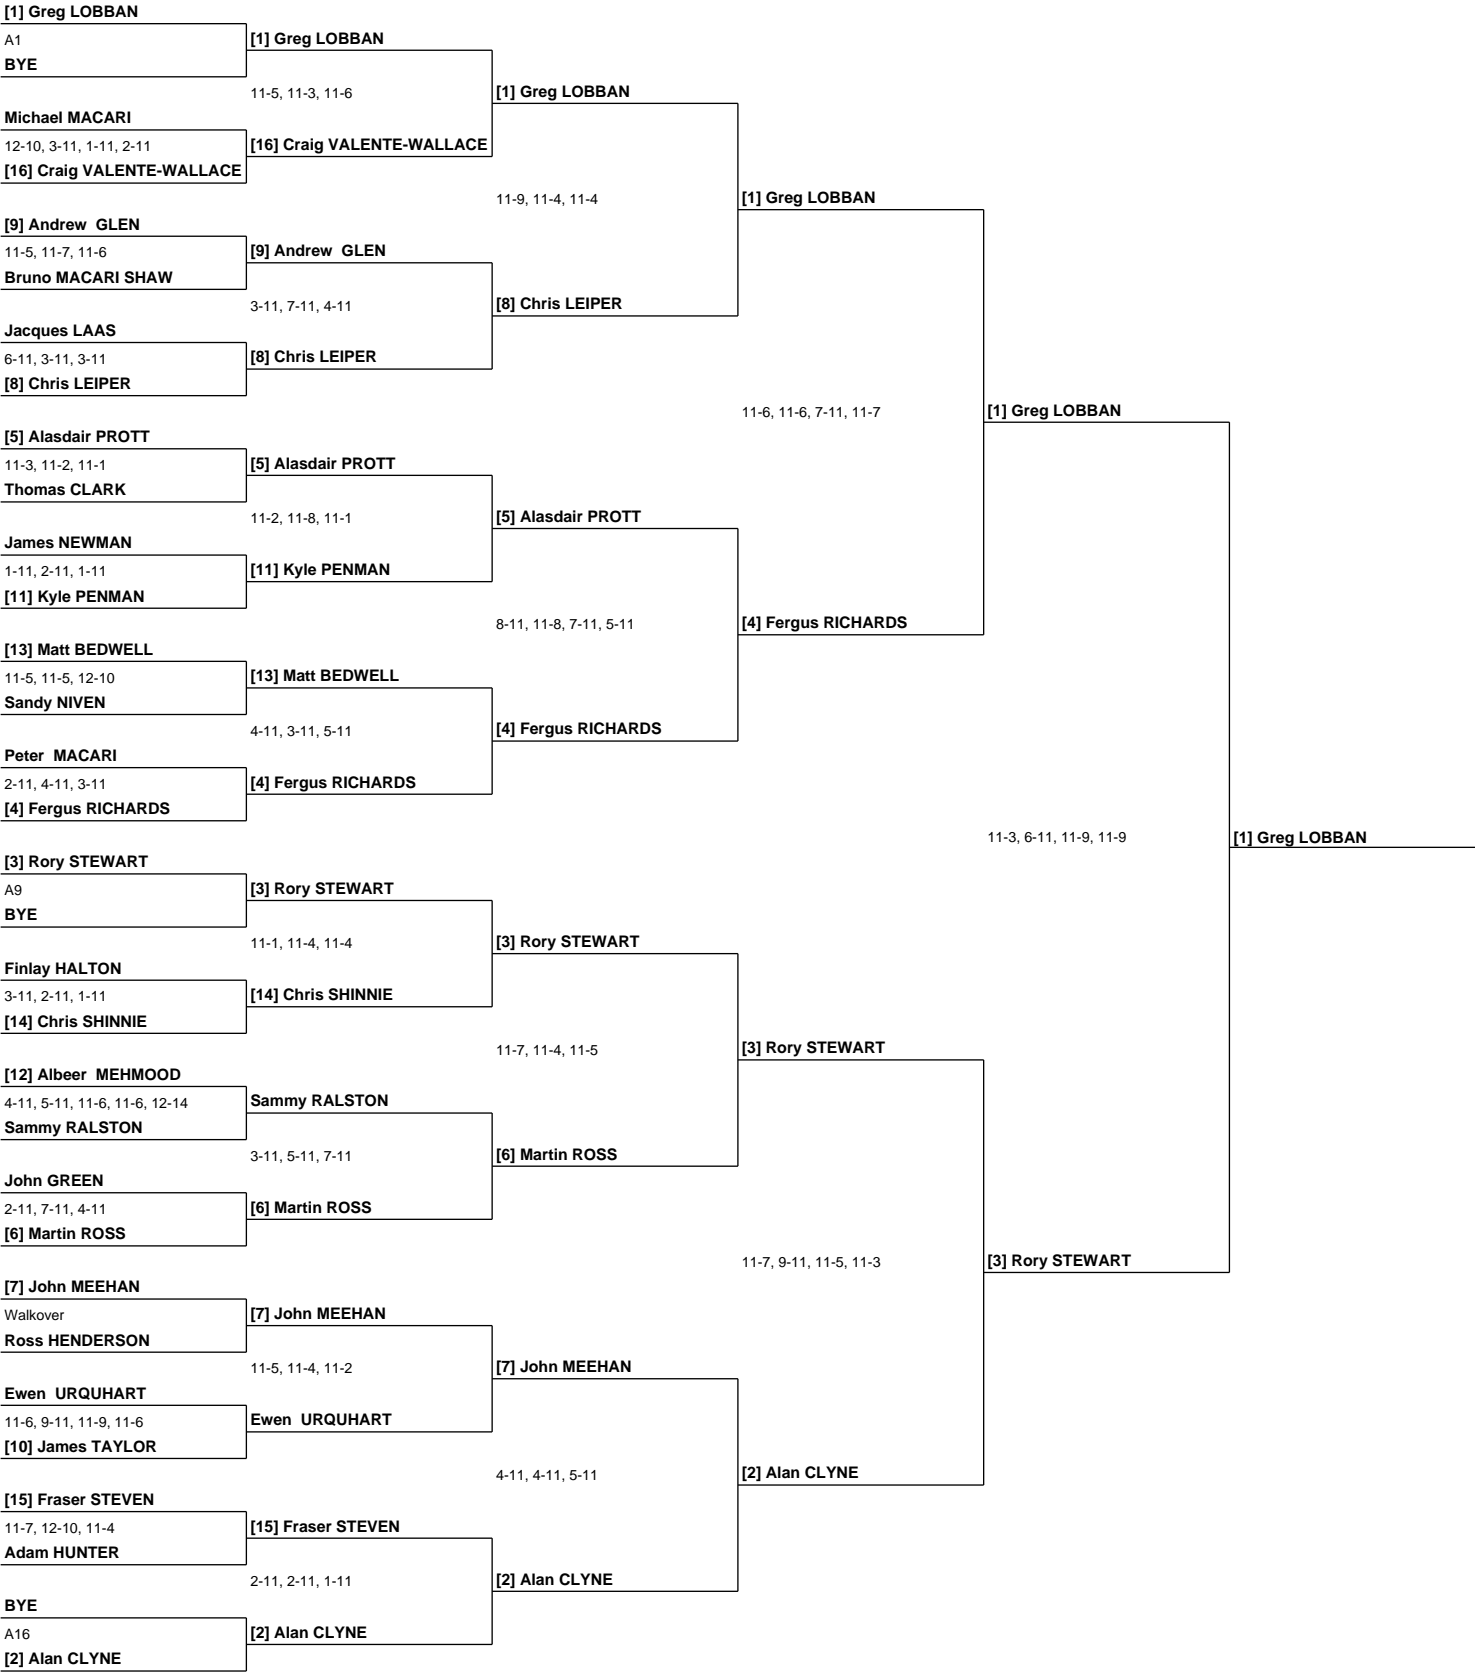 [1] Greg LOBBAN
A1
BYE
Michael MACARI
12-10, 3-11, 1-11, 2-11
[16] Craig VALENTE-WALLACE
[9] Andrew  GLEN
11-5, 11-7, 11-6
Bruno MACARI SHAW
Jacques LAAS
6-11, 3-11, 3-11
[8] Chris LEIPER
[5] Alasdair PROTT
11-3, 11-2, 11-1
Thomas CLARK
James NEWMAN
1-11, 2-11, 1-11
[11] Kyle PENMAN
[13] Matt BEDWELL
11-5, 11-5, 12-10
Sandy NIVEN
Peter  MACARI
2-11, 4-11, 3-11
[4] Fergus RICHARDS
[3] Rory STEWART
A9
BYE
Finlay HALTON
3-11, 2-11, 1-11
[14] Chris SHINNIE
[12] Albeer  MEHMOOD
4-11, 5-11, 11-6, 11-6, 12-14
Sammy RALSTON
John GREEN
2-11, 7-11, 4-11
[6] Martin ROSS
[7] John MEEHAN
Walkover
Ross HENDERSON
Ewen  URQUHART
11-6, 9-11, 11-9, 11-6
[10] James TAYLOR
[15] Fraser STEVEN
11-7, 12-10, 11-4
Adam HUNTER
BYE
A16
[2] Alan CLYNE
[1] Greg LOBBAN
11-5, 11-3, 11-6
[16] Craig VALENTE-WALLACE
[9] Andrew  GLEN
3-11, 7-11, 4-11
[8] Chris LEIPER
[5] Alasdair PROTT
11-2, 11-8, 11-1
[11] Kyle PENMAN
[13] Matt BEDWELL
4-11, 3-11, 5-11
[4] Fergus RICHARDS
[3] Rory STEWART
11-1, 11-4, 11-4
[14] Chris SHINNIE
Sammy RALSTON
3-11, 5-11, 7-11
[6] Martin ROSS
[7] John MEEHAN
11-5, 11-4, 11-2
Ewen  URQUHART
[15] Fraser STEVEN
2-11, 2-11, 1-11
[2] Alan CLYNE
[1] Greg LOBBAN
11-9, 11-4, 11-4
[8] Chris LEIPER
[5] Alasdair PROTT
8-11, 11-8, 7-11, 5-11
[4] Fergus RICHARDS
[3] Rory STEWART
11-7, 11-4, 11-5
[6] Martin ROSS
[7] John MEEHAN
4-11, 4-11, 5-11
[2] Alan CLYNE
[1] Greg LOBBAN
11-6, 11-6, 7-11, 11-7
[4] Fergus RICHARDS
[3] Rory STEWART
11-7, 9-11, 11-5, 11-3
[2] Alan CLYNE
[1] Greg LOBBAN
11-3, 6-11, 11-9, 11-9
[3] Rory STEWART
[1] Greg LOBBAN